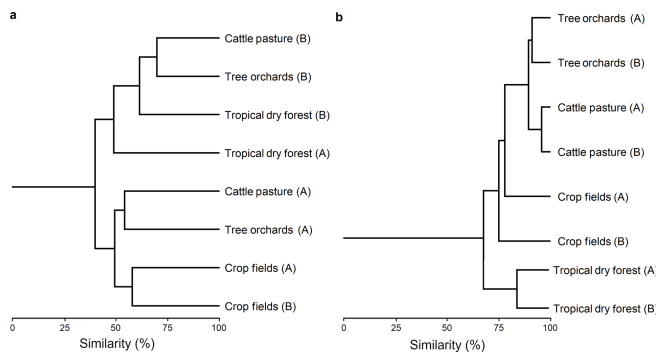 a
Cattle pasture (B)
Tree orchards (B)
Tropical dry forest (B)
Tropical dry forest (A)
Cattle pasture (A)
Tree orchards (A)
Crop fields (A)
Crop fields (B)
0 25 50 75 100
Similarity (%)
b
Tree orchards (A)
Tree orchards (B)
Cattle pasture (A)
Cattle pasture (B)
Crop fields (A)
Crop fields (B)
Tropical dry forest (A)
Tropical dry forest (B)
0 25 50 75 100
Similarity (%)